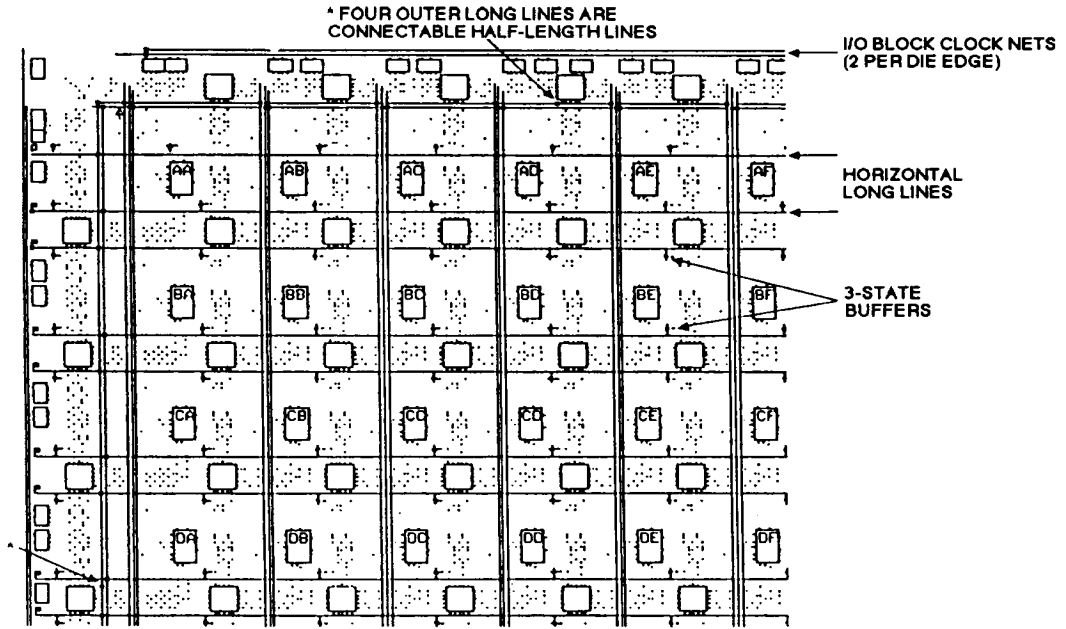 * FOUR OUTER LONG LINES ARE
CONNECTABLE HALF-LENGTH LINES
I/O BLOCK CLOCK NETS
(2 PER DIE EDGE)
AA AB AC AD AE AF
HORIZONTAL
LONG LINES
BA BB BC BD BE BF
3-STATE
BUFFERS
CA CB CC CD CE CF
DA DB DC DD DE DF
*